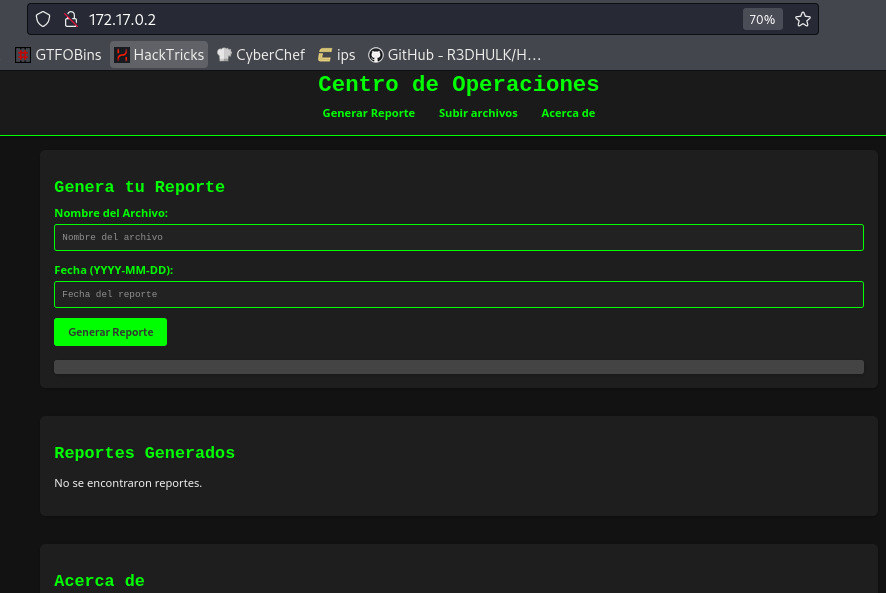 172.17.0.2 70%
GTFOBins HackTricks CyberChef ips GitHub - R3DHULK/H…
Centro de Operaciones
Generar Reporte Subir archivos Acerca de
Genera tu Reporte
Nombre del Archivo:
Nombre del archivo
Fecha (YYYY-MM-DD):
Fecha del reporte
Generar Reporte
Reportes Generados
No se encontraron reportes.
Acerca de